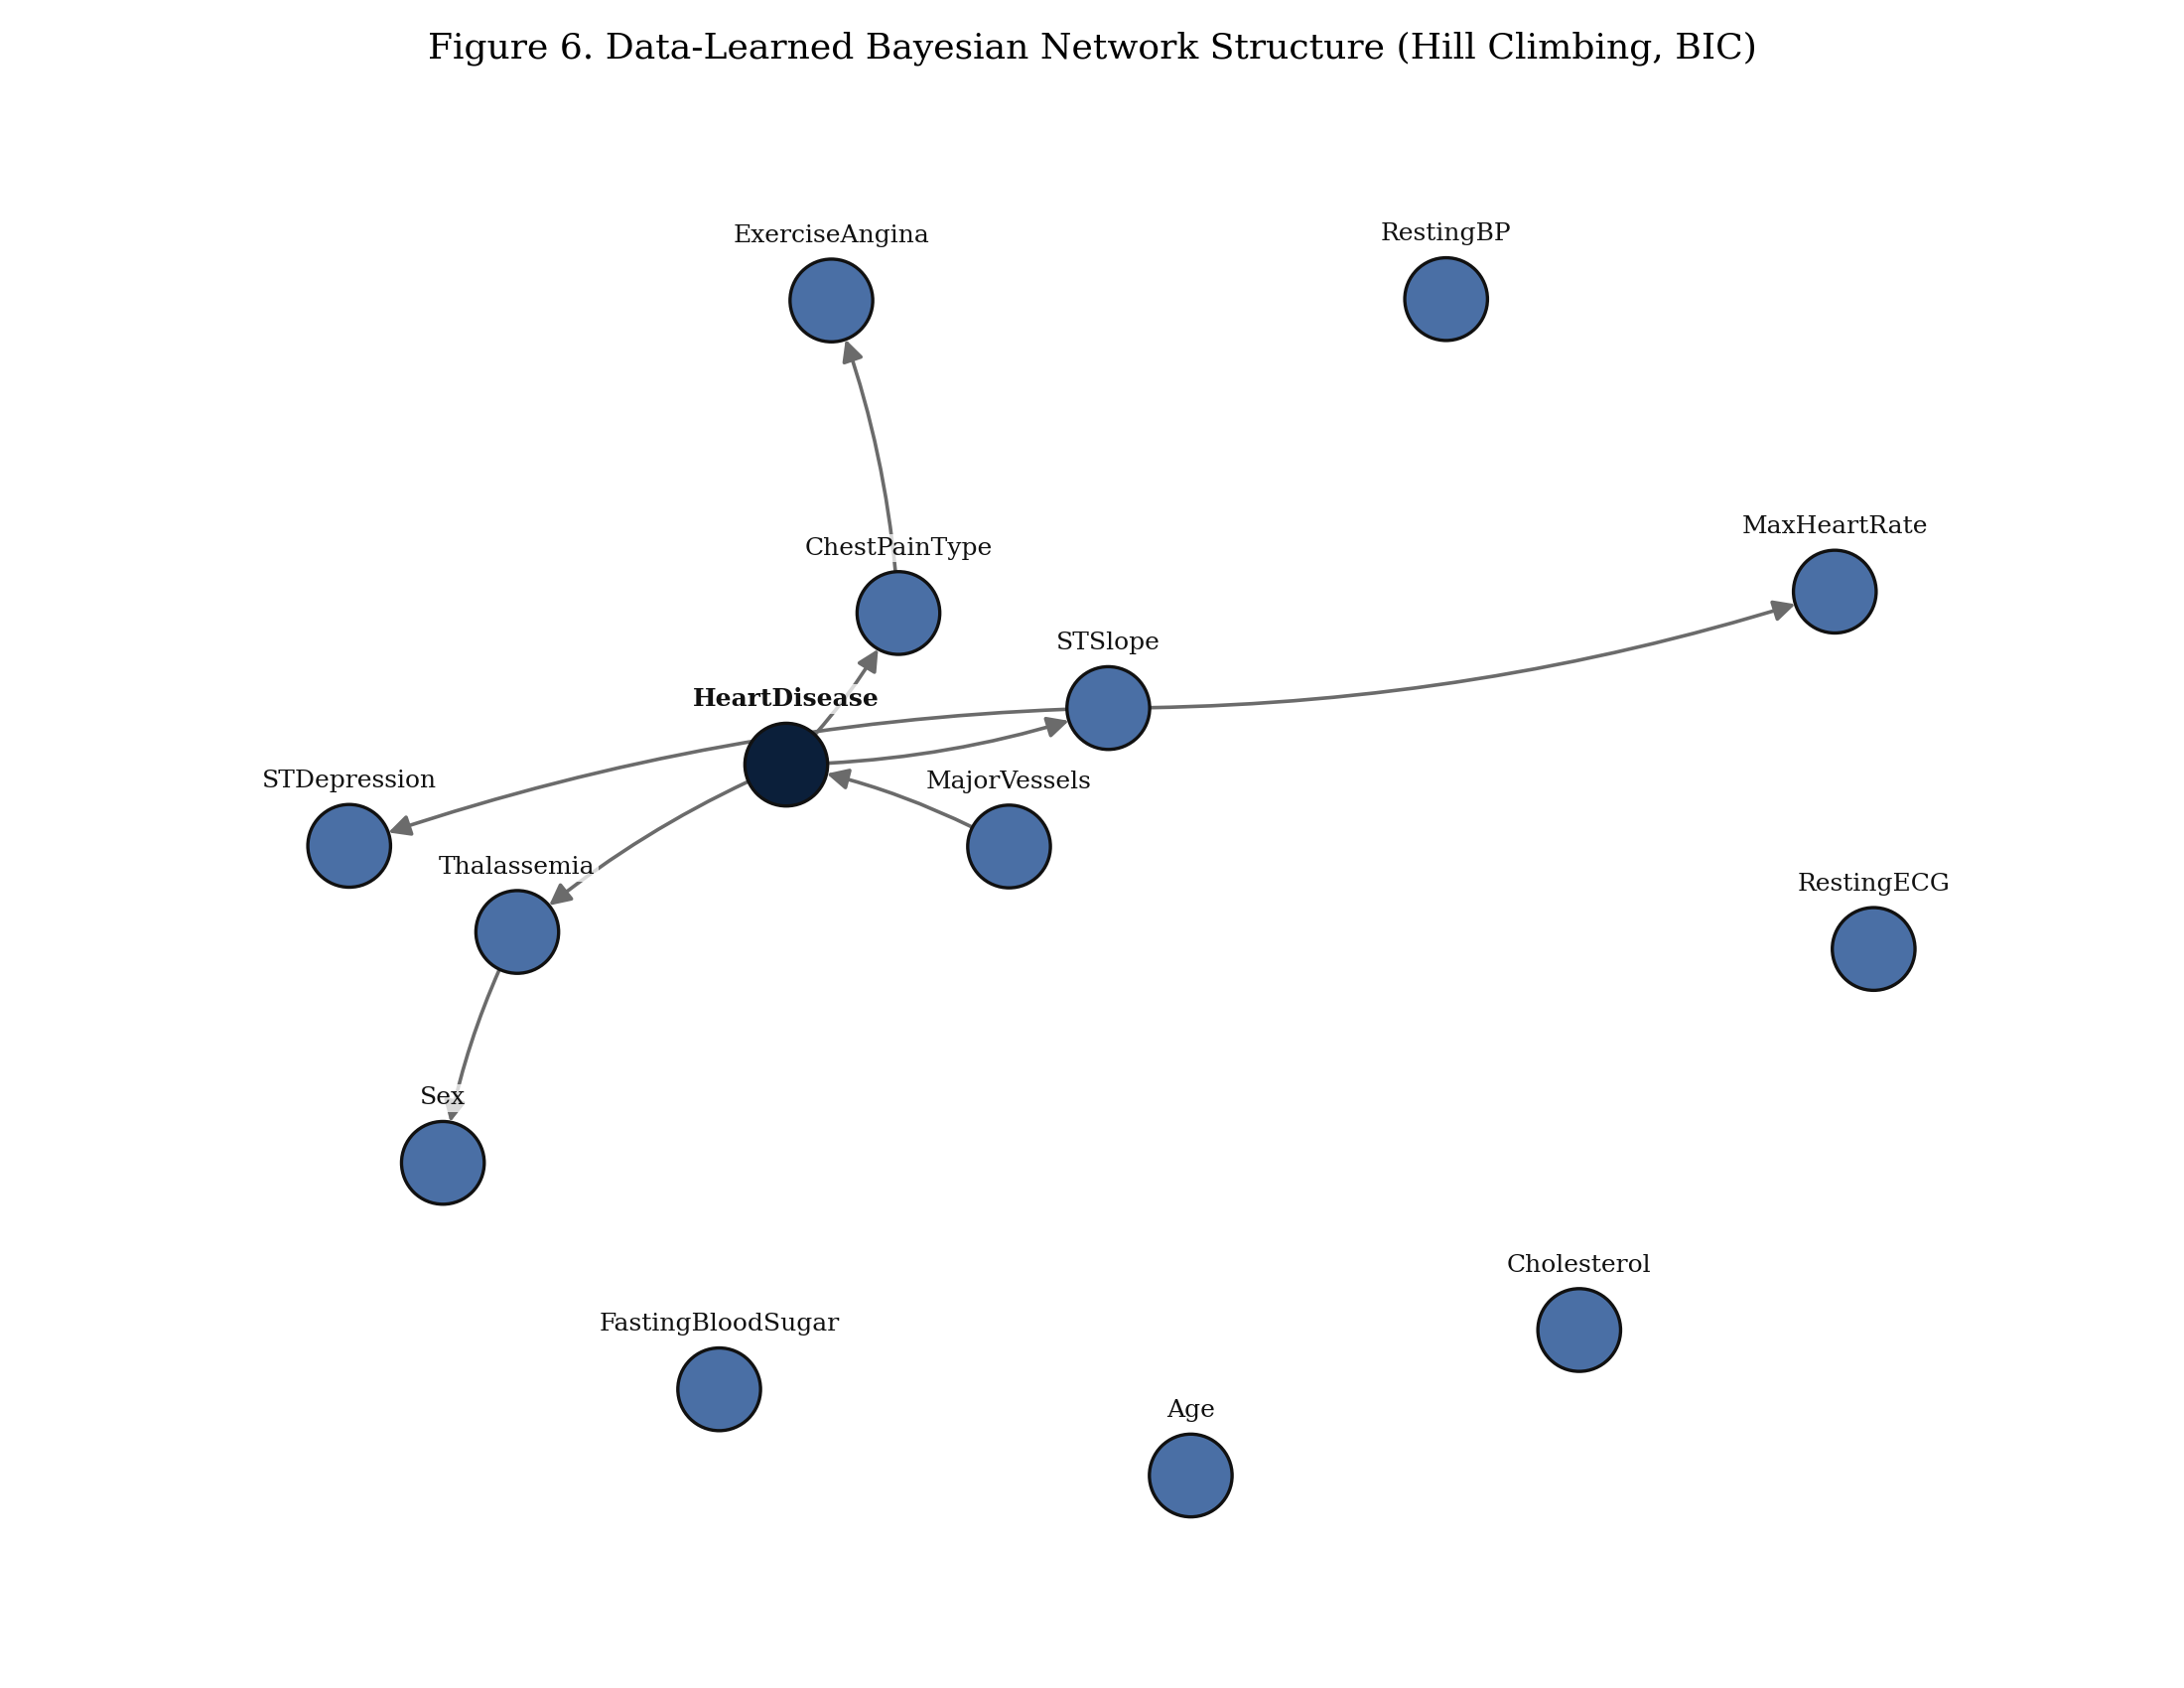 Figure 6. Data-Learned Bayesian Network Structure (Hill Climbing, BIC)
ExerciseAngina
RestingBP
MaxHeartRate
ChestPainType
STSlope
HeartDisease
STDepression
MajorVessels
Thalassemia
RestingECG
Sex
Cholesterol
FastingBloodSugar
Age